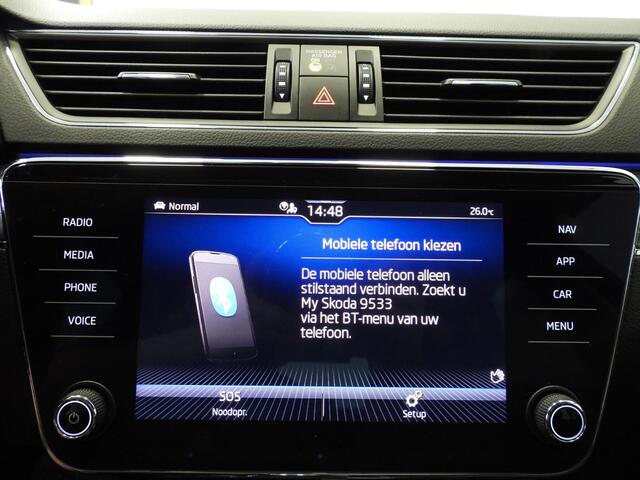 PASSENGER
AIR BAG
ON
Normal
14:48
26.0°C
RADIO
MEDIA
PHONE
VOICE
Mobiele telefoon kiezen
De mobiele telefoon alleen
stilstaand verbinden. Zoekt u
My Skoda 9533
via het BT-menu van uw
telefoon.
NAV
APP
CAR
MENU
SOS
Noodopr.
Setup